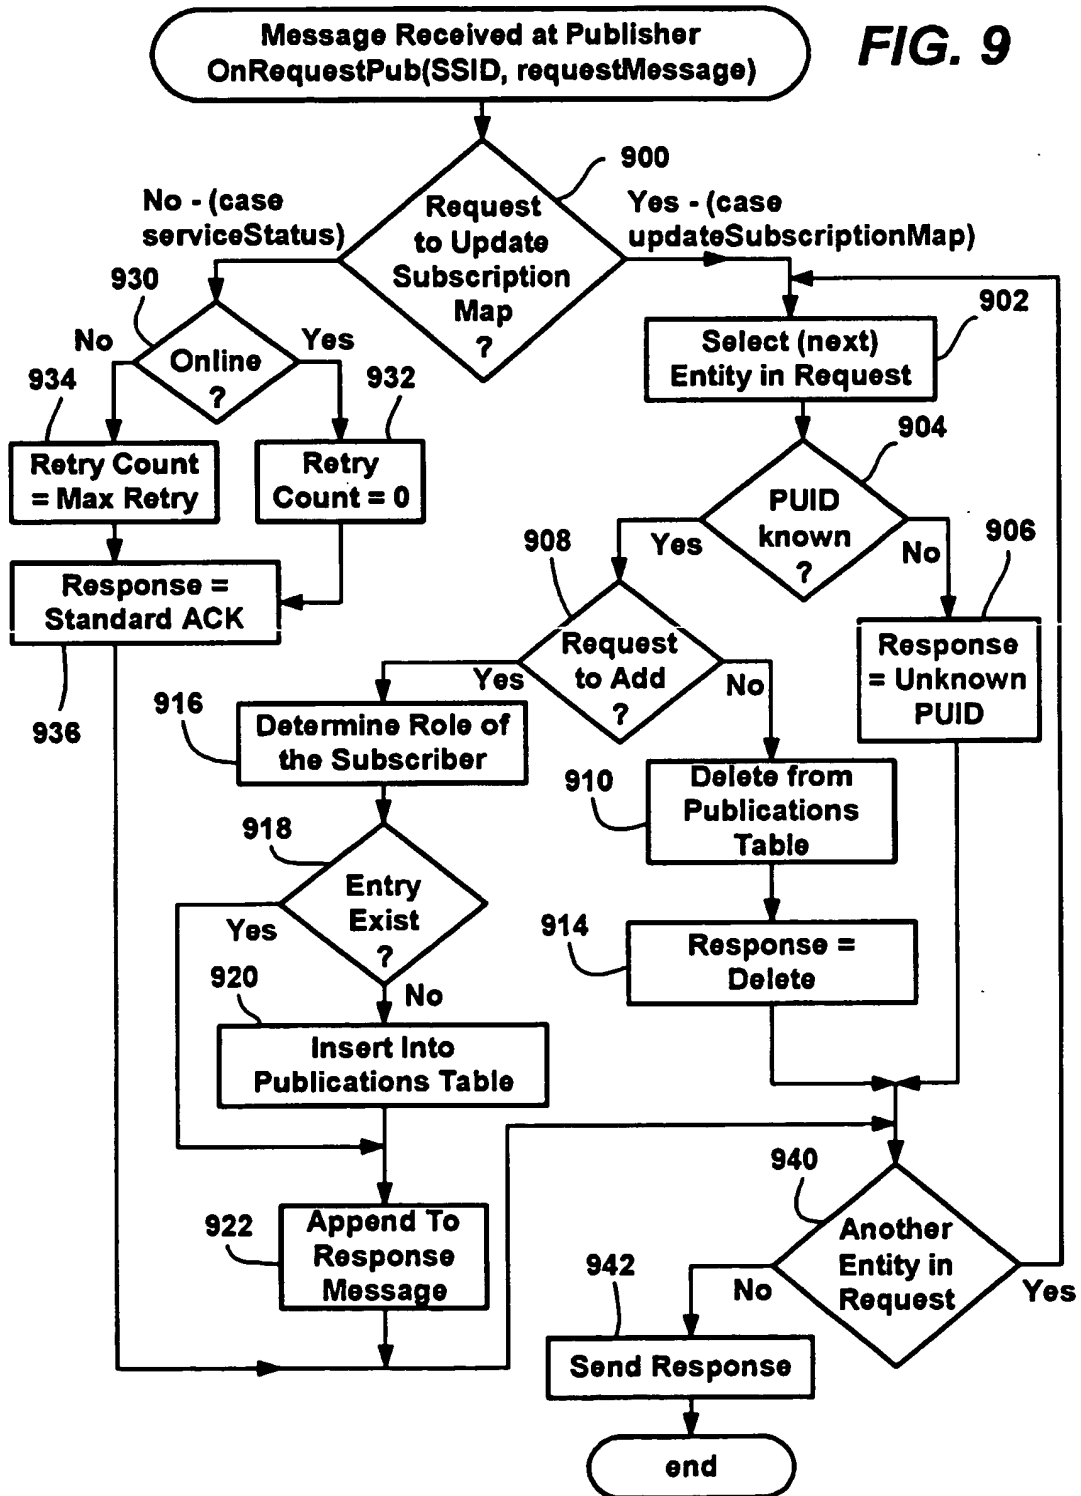 Message Received at Publisher
OnRequestPub(SSID, requestMessage)
FIG. 9
900
No - (case
serviceStatus)
Request
to Update
Subscription
Map
?
Yes - (case
updateSubscriptionMap)
930
Online
?
No
Yes
934
932
Retry Count
= Max Retry
Retry
Count = 0
Response =
Standard ACK
936
902
Select (next)
Entity in Request
904
PUID
known
?
Yes
No
906
Response
= Unknown
PUID
908
Request
to Add
?
Yes
No
916
Determine Role of
the Subscriber
910
Delete from
Publications
Table
918
Entry
Exist
?
Yes
No
914
Response =
Delete
920
Insert Into
Publications Table
922
Append To
Response
Message
940
Another
Entity in
Request
No
Yes
942
Send Response
end